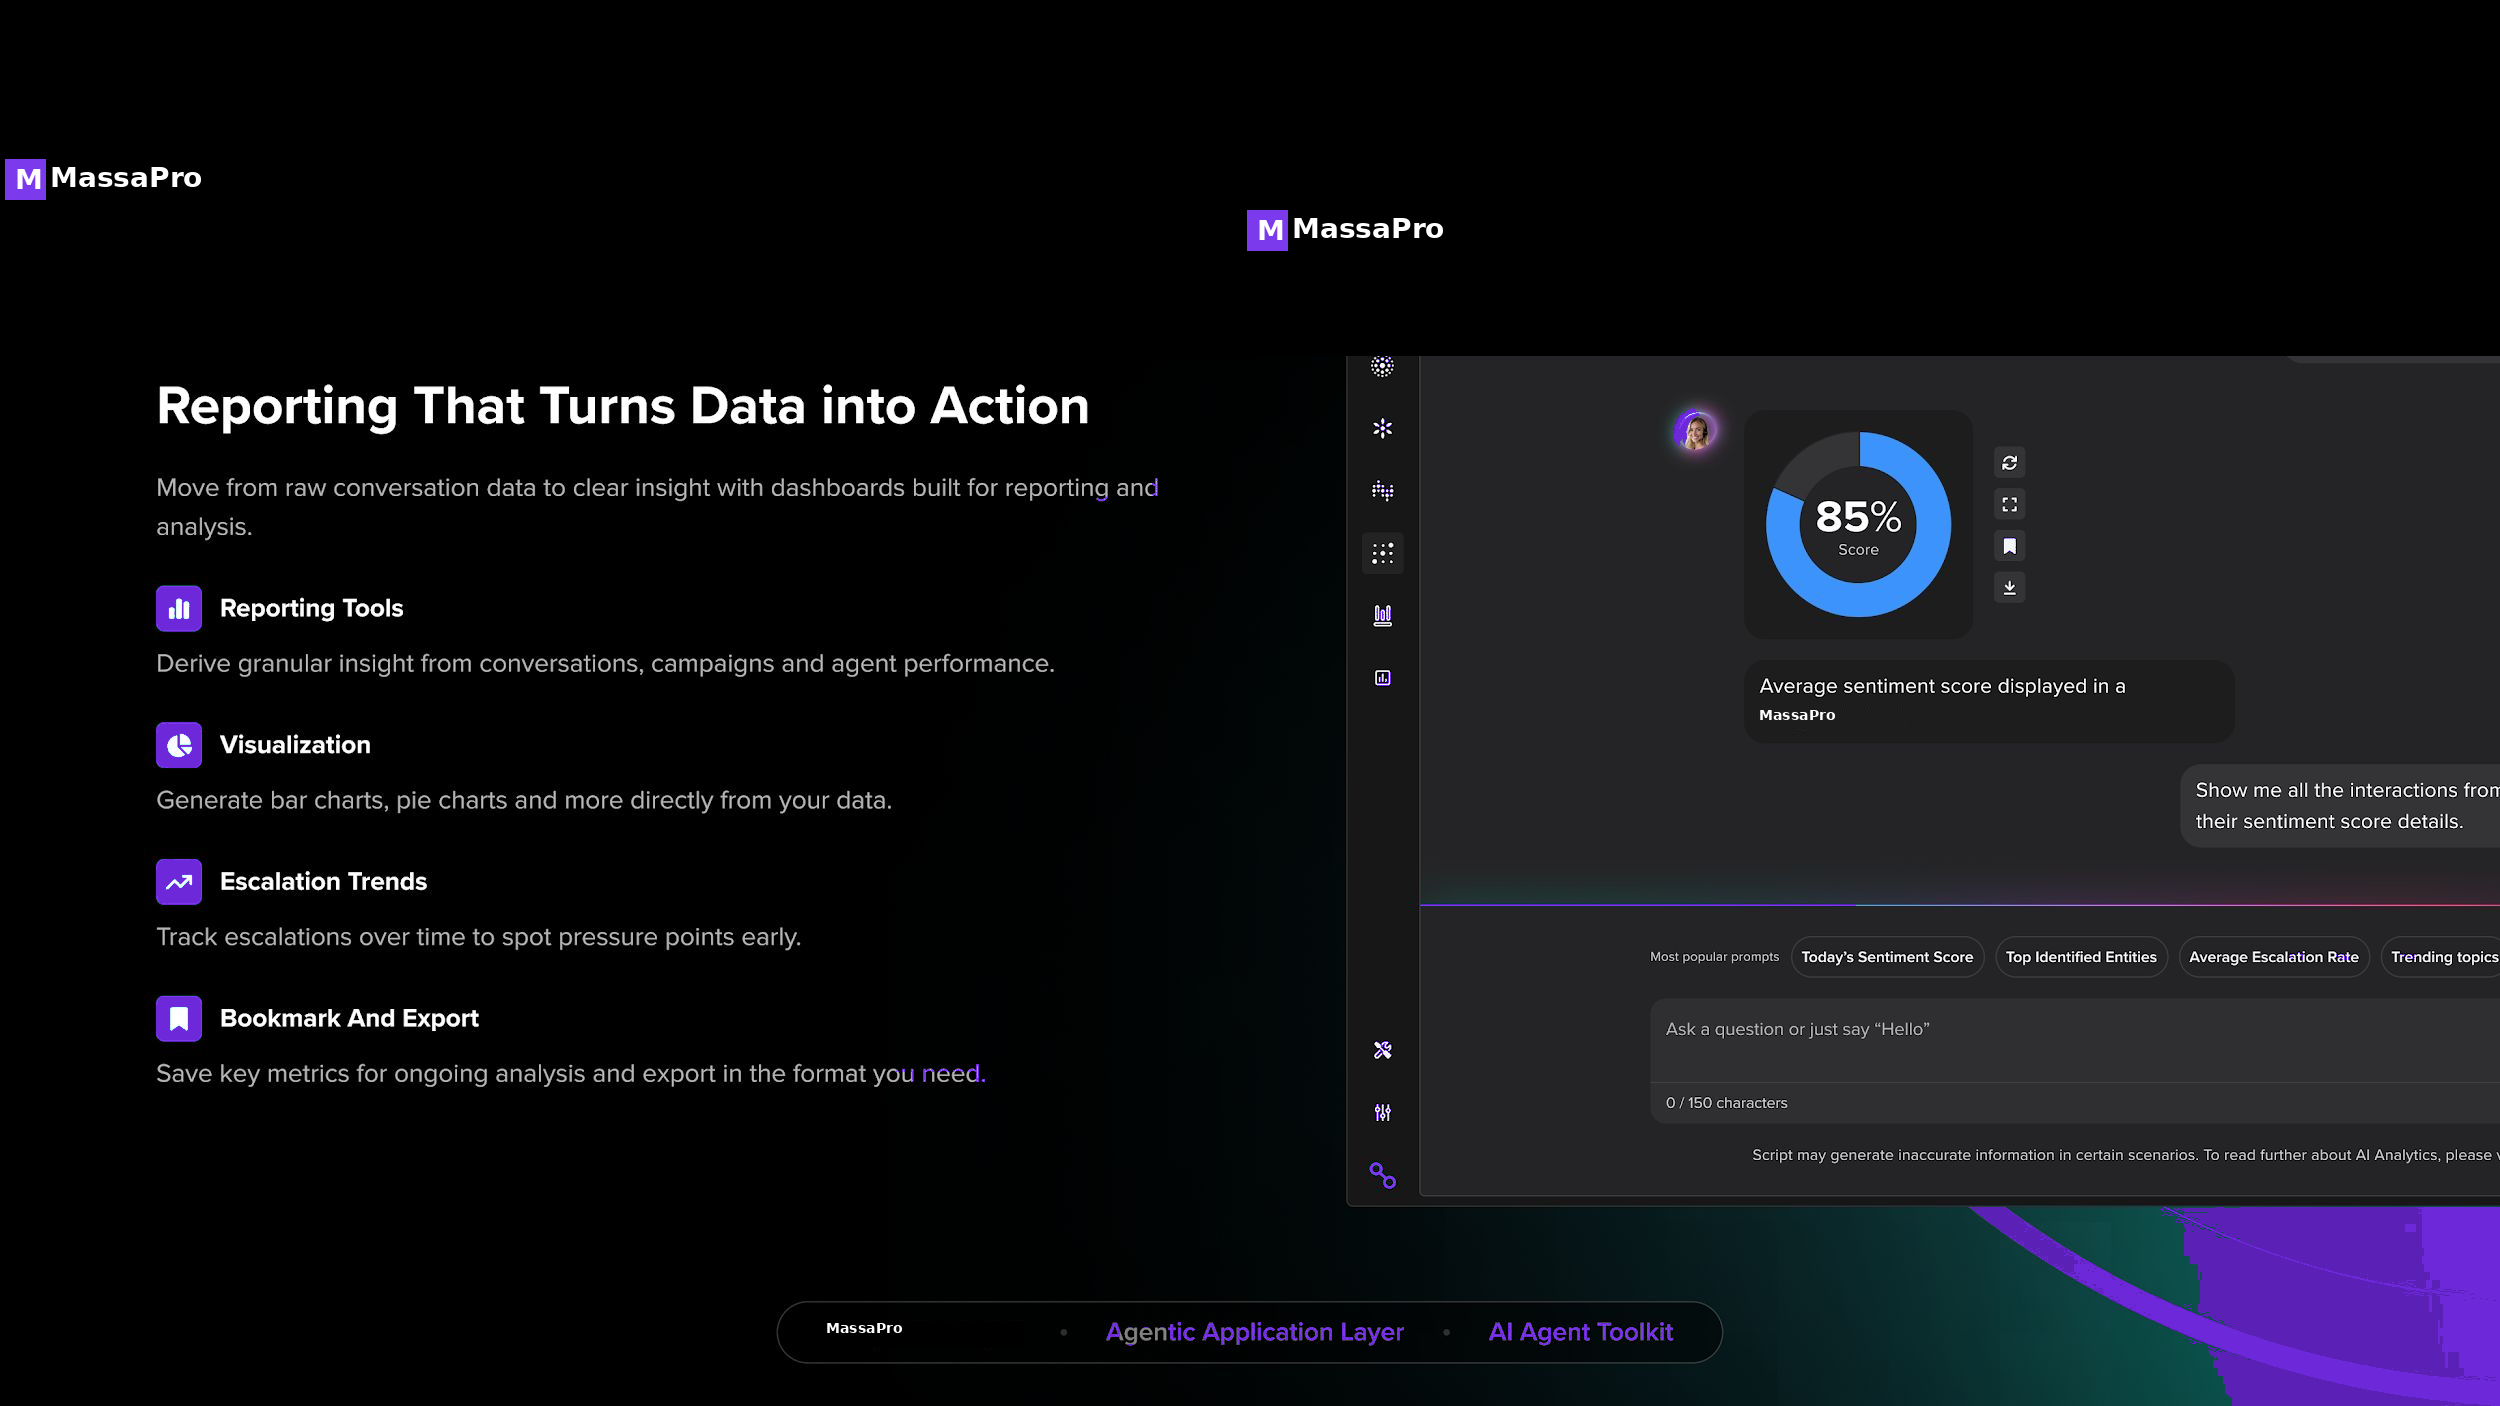 M MassaPro
M MassaPro
Reporting That Turns Data into Action
Move from raw conversation data to clear insight with dashboards built for reporting and
analysis.
Reporting Tools
Derive granular insight from conversations, campaigns and agent performance.
Visualization
Generate bar charts, pie charts and more directly from your data.
Escalation Trends
Track escalations over time to spot pressure points early.
Bookmark And Export
Save key metrics for ongoing analysis and export in the format you need.
85%
Score
Average sentiment score displayed in a
MassaPro
Show me all the interactions from
their sentiment score details.
Most popular prompts
Today's Sentiment Score
Top Identified Entities
Average Escalation Rate
Trending topics
Ask a question or just say “Hello”
0 / 150 characters
Script may generate inaccurate information in certain scenarios. To read further about AI Analytics, please
MassaPro • Agentic Application Layer • AI Agent Toolkit